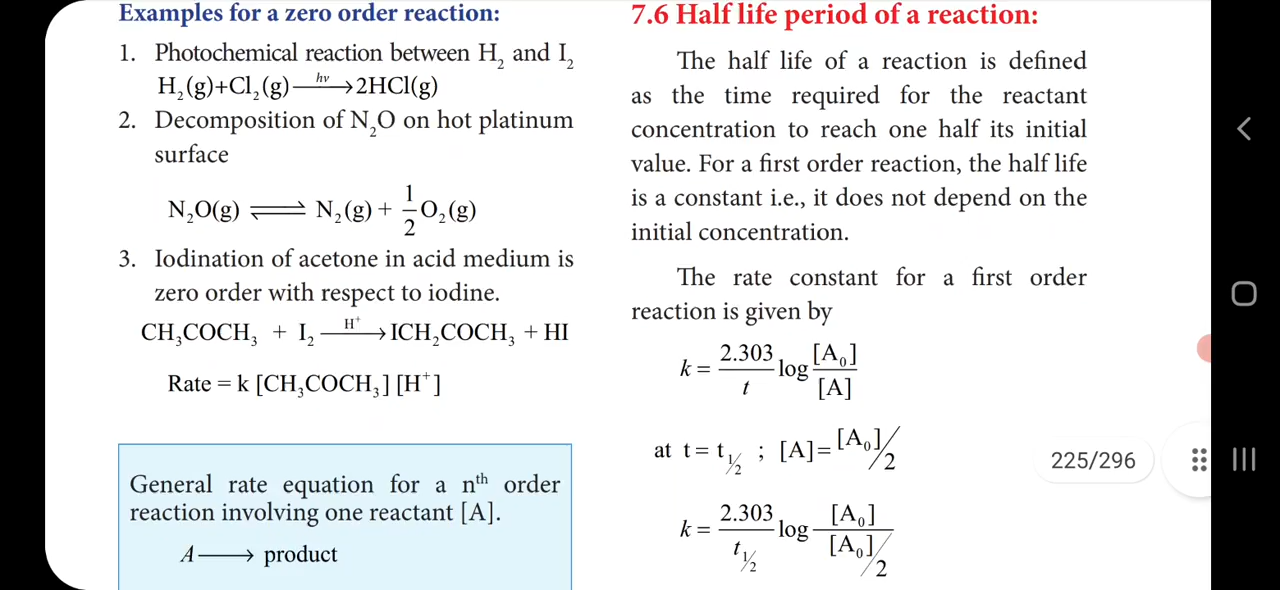 Examples for a zero order reaction:
1. Photochemical reaction between H₂ and I₂
H₂(g)+Cl₂(g) —hν→ 2HCl(g)
2. Decomposition of N₂O on hot platinum
surface
N₂O(g) ⇌ N₂(g) + 1/2 O₂(g)
3. Iodination of acetone in acid medium is
zero order with respect to iodine.
CH₃COCH₃ + I₂ —H⁺→ ICH₂COCH₃ + HI
Rate = k [CH₃COCH₃] [H⁺]
General rate equation for a nᵗʰ order
reaction involving one reactant [A].
A ⟶ product
7.6 Half life period of a reaction:
The half life of a reaction is defined
as the time required for the reactant
concentration to reach one half its initial
value. For a first order reaction, the half life
is a constant i.e., it does not depend on the
initial concentration.
The rate constant for a first order
reaction is given by
k = 2.303/t log [A₀]/[A]
at t = t½ ; [A]= [A₀]/2
k = 2.303/t½ log [A₀]/[A₀]/2
225/296